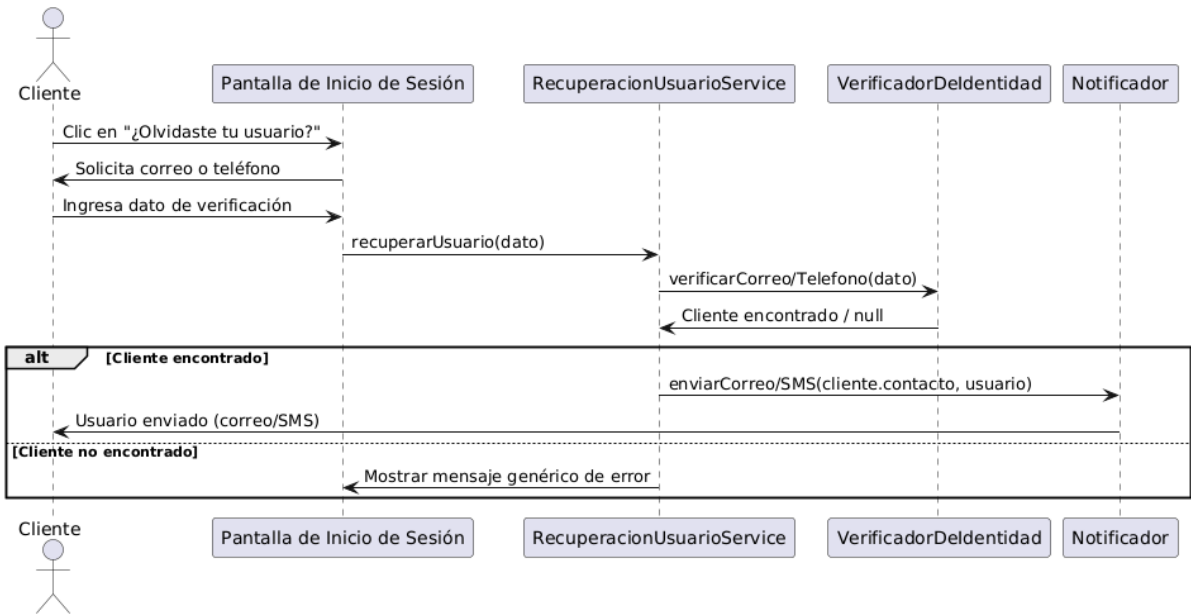 Cliente
Pantalla de Inicio de Sesión
RecuperacionUsuarioService
VerificadorDeIdentidad
Notificador
Clic en "¿Olvidaste tu usuario?"
Solicita correo o teléfono
Ingresa dato de verificación
recuperarUsuario(dato)
verificarCorreo/Telefono(dato)
Cliente encontrado / null
alt [Cliente encontrado]
enviarCorreo/SMS(cliente.contacto, usuario)
Usuario enviado (correo/SMS)
[Cliente no encontrado]
Mostrar mensaje genérico de error
Cliente
Pantalla de Inicio de Sesión
RecuperacionUsuarioService
VerificadorDeIdentidad
Notificador